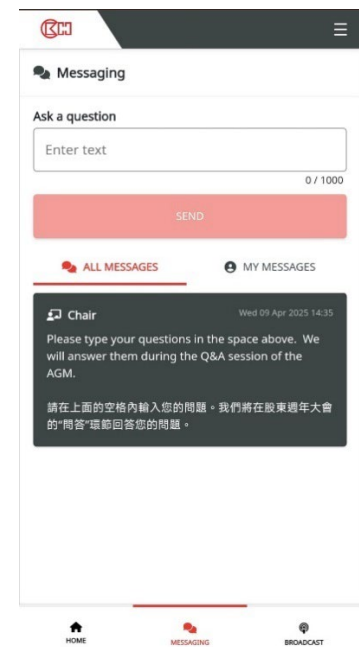 Messaging
Ask a question
Enter text
0 / 1000
SEND
ALL MESSAGES
MY MESSAGES
Chair
Wed 09 Apr 2025 14:35
Please type your questions in the space above. We
will answer them during the Q&A session of the
AGM.
請在上面的空格內輸入您的問題。我們將在股東週年大會
的“問答”環節回答您的問題。
HOME
MESSAGING
BROADCAST